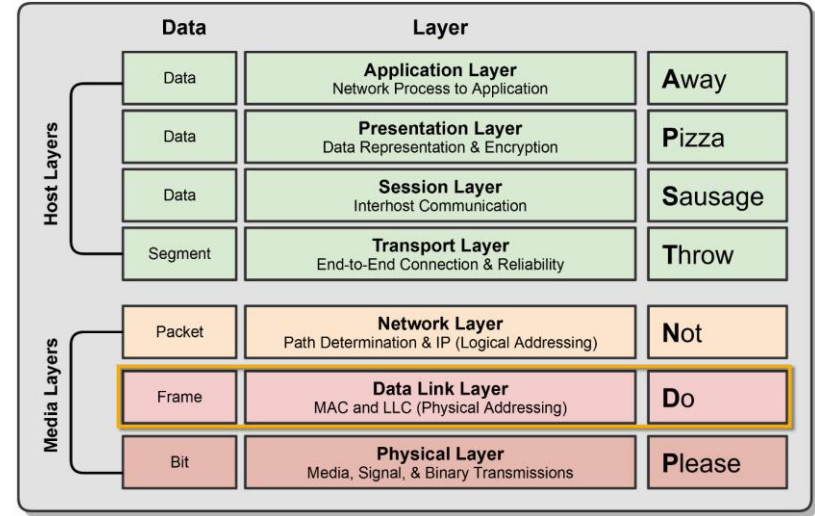 Data Layer
Host Layers
Data Application Layer Away
Network Process to Application
Data Presentation Layer Pizza
Data Representation & Encryption
Data Session Layer Sausage
Interhost Communication
Segment Transport Layer Throw
End-to-End Connection & Reliability
Media Layers
Packet Network Layer Not
Path Determination & IP (Logical Addressing)
Frame Data Link Layer Do
MAC and LLC (Physical Addressing)
Bit Physical Layer Please
Media, Signal, & Binary Transmissions